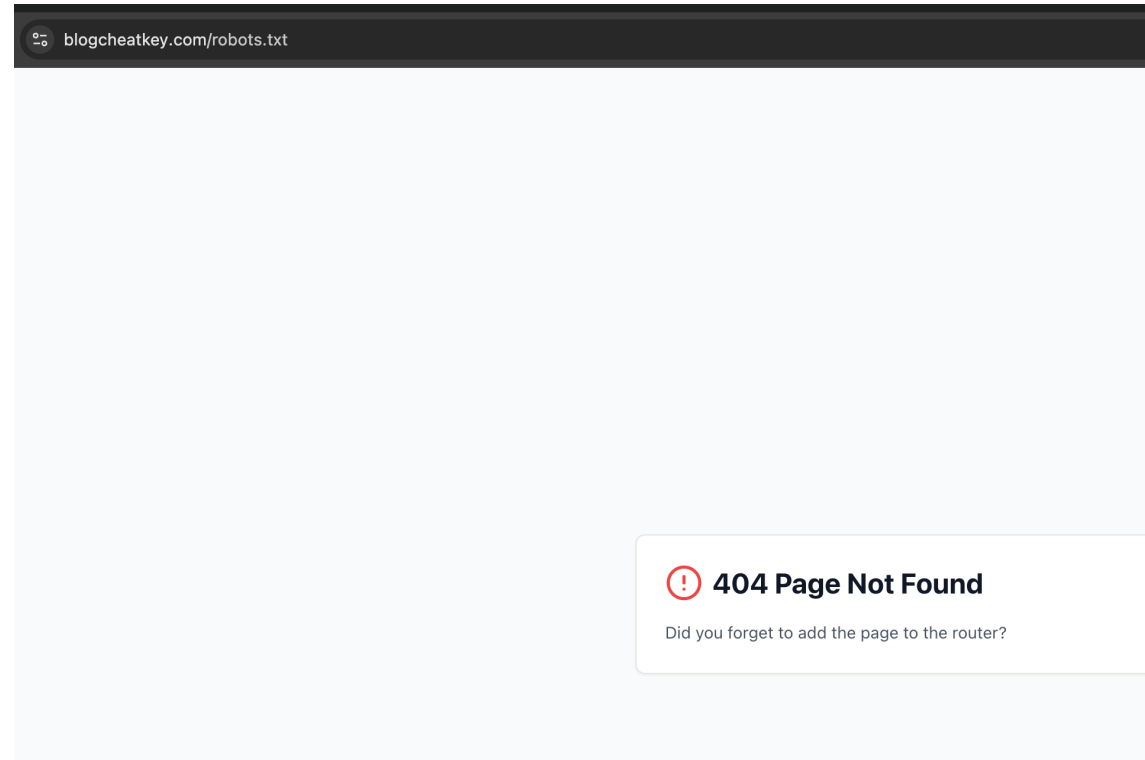 blogcheatkey.com/robots.txt
404 Page Not Found
Did you forget to add the page to the router?